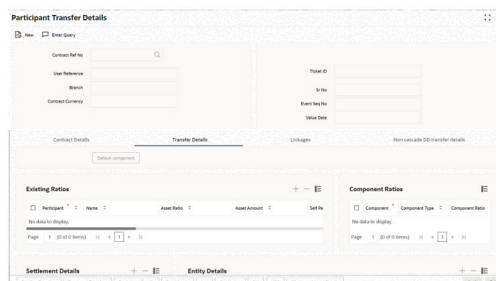 Participant Transfer Details
New Enter Query
Contract Ref No
User Reference
Branch
Contract Currency
Ticket ID
Sr No
Event Seq No
Value Date
Contract Details Transfer Details Linkages Non cascade DD transfer details
Default component
Existing Ratios
Participant * Name Asset Ratio Asset Amount Self Pa
No data to display.
Page 1 (0 of 0 items) 1
Component Ratios
Component * Component Type Component Ratio
No data to display.
Page 1 (0 of 0 items) 1
Settlement Details Entity Details